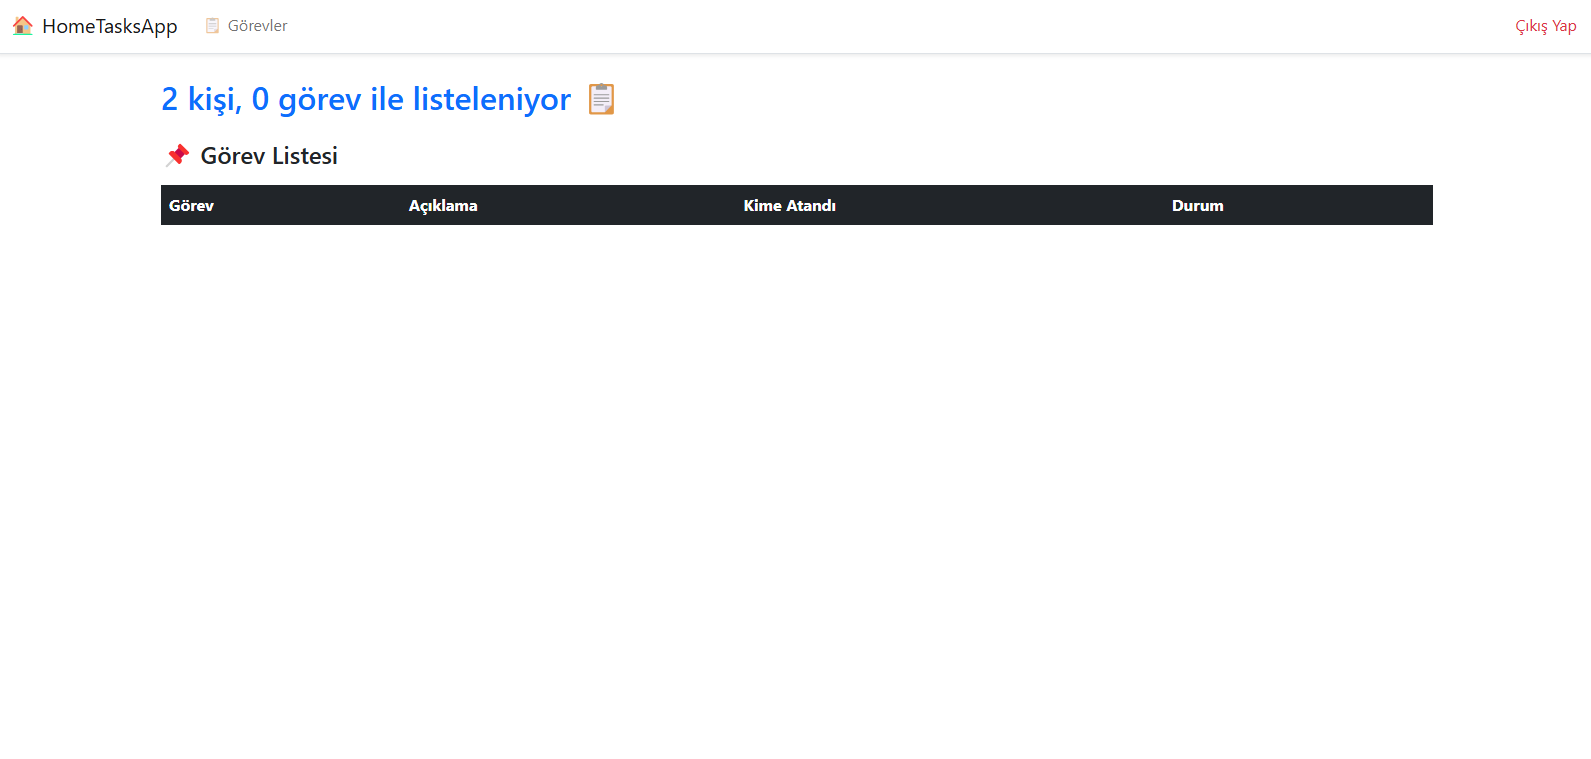 HomeTasksApp Görevler Çıkış Yap
2 kişi, 0 görev ile listeleniyor
Görev Listesi
Görev Açıklama Kime Atandı Durum